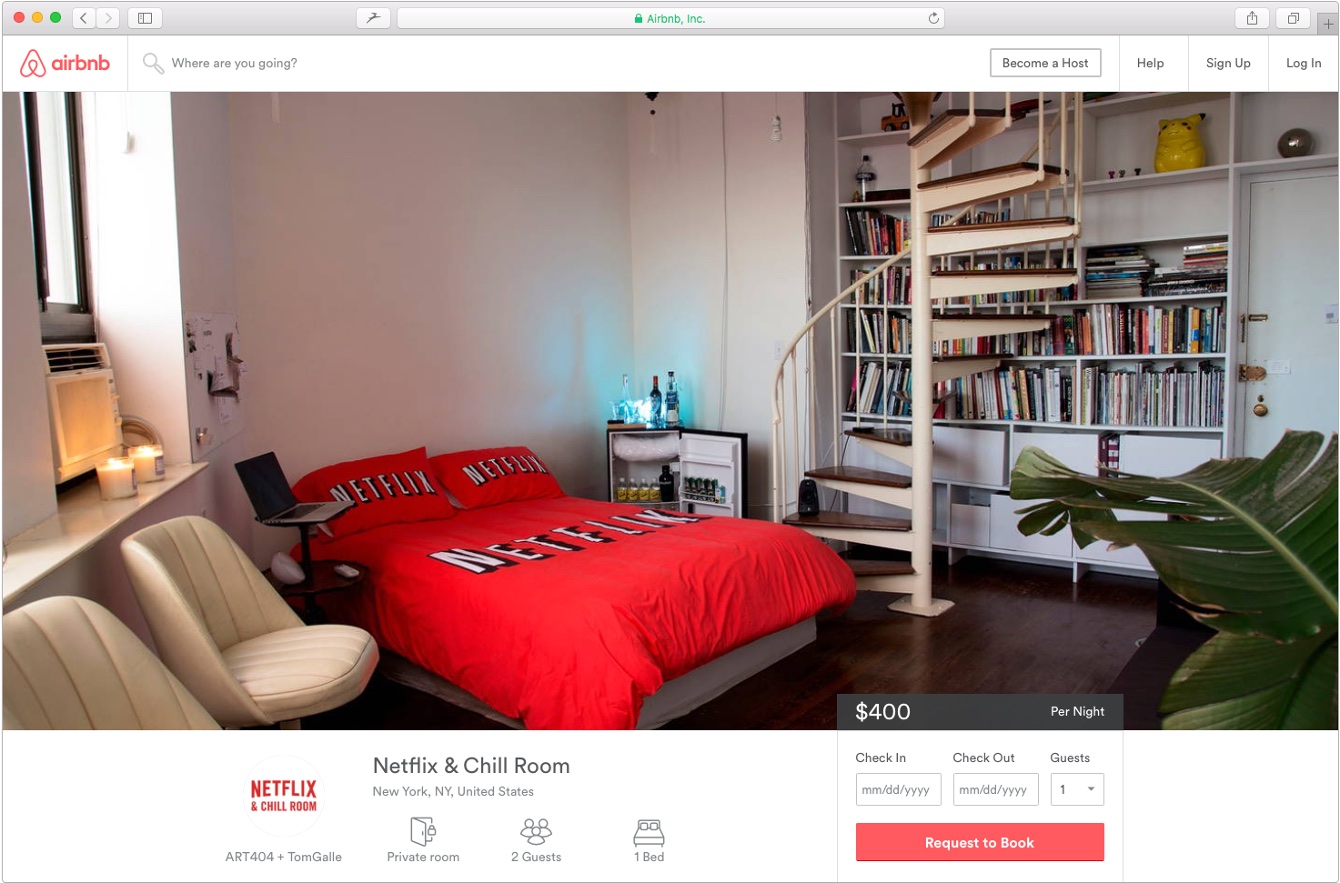 Airbnb, Inc.
airbnb
Where are you going?
Become a Host
Help
Sign Up
Log In
NETFLIX
NETFLIX
NETFLIX
$400
Per Night
NETFLIX
& CHILL ROOM
ART404 + TomGalle
Netflix & Chill Room
New York, NY, United States
Private room
2 Guests
1 Bed
Check In
Check Out
Guests
mm/dd/yyyy
mm/dd/yyyy
1
Request to Book